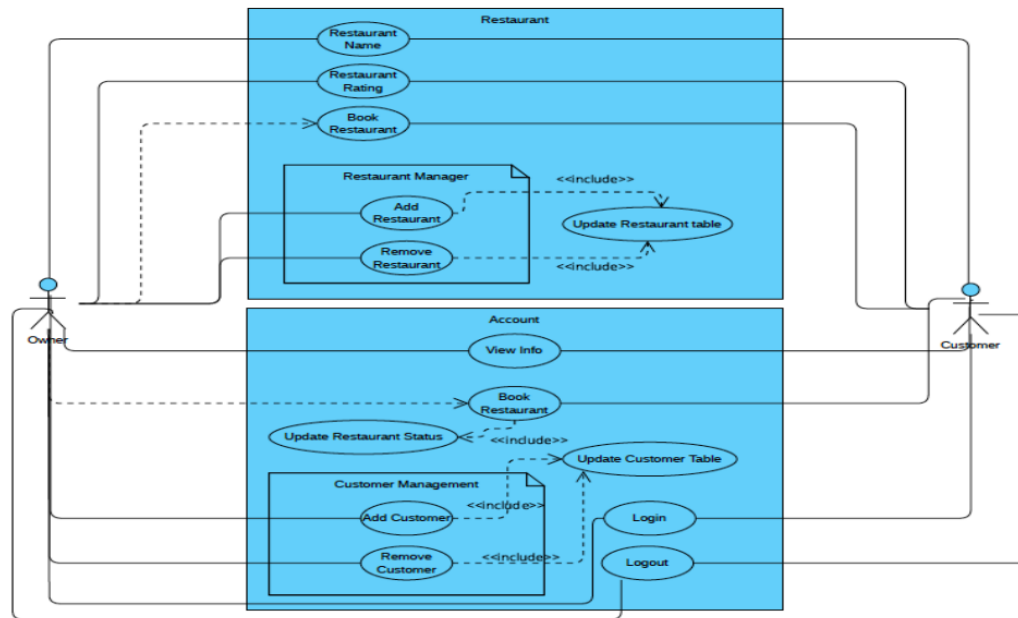 Restaurant
Restaurant
Name
Restaurant
Rating
Book
Restaurant
Restaurant Manager
<<include>>
Add
Restaurant
Update Restaurant table
Remove
Restaurant
<<include>>
Owner
Customer
Account
View Info
Book
Restaurant
Update Restaurant Status
<<include>>
Update Customer Table
Customer Management
<<include>>
Add Customer
Login
Remove
Customer
<<include>>
Logout